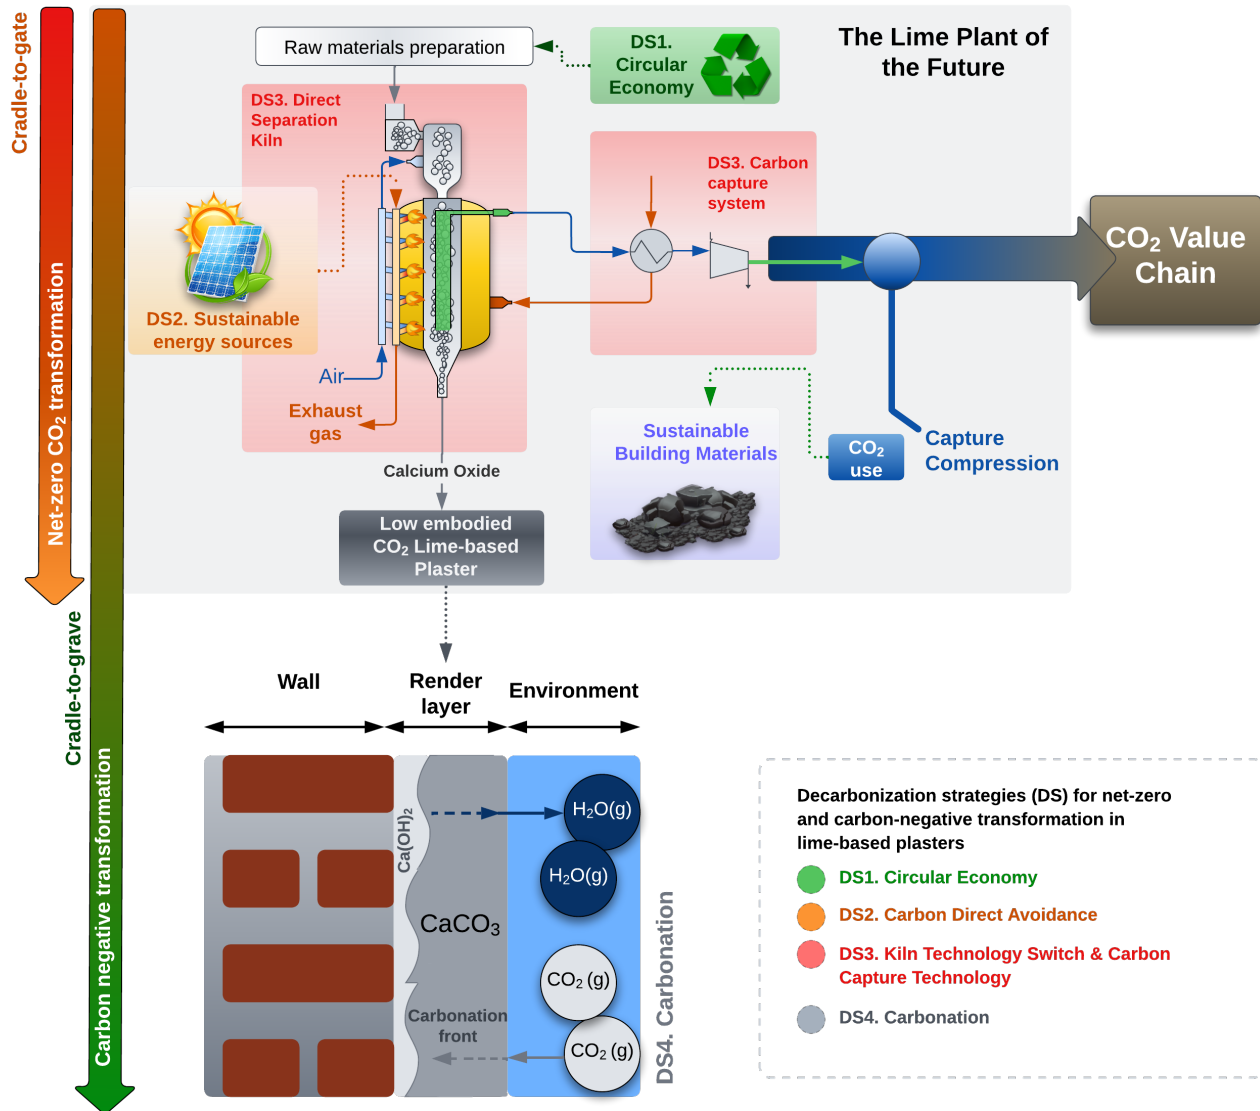 Cradle-to-gate
Net-zero CO₂ transformation
Cradle-to-grave
Carbon negative transformation
The Lime Plant of
the Future
Raw materials preparation
DS1.
Circular
Economy
DS3. Direct
Separation
Kiln
DS3. Carbon
capture
system
CO₂ Value
Chain
DS2. Sustainable
energy sources
Air
Exhaust
gas
Calcium Oxide
Sustainable
Building Materials
CO₂
use
Capture
Compression
Low embodied
CO₂ Lime-based
Plaster
Wall
Render
layer
Environment
Ca(OH)₂
CaCO₃
Carbonation
front
H₂O(g)
H₂O(g)
CO₂ (g)
CO₂ (g)
DS4. Carbonation
Decarbonization strategies (DS) for net-zero
and carbon-negative transformation in
lime-based plasters
DS1. Circular Economy
DS2. Carbon Direct Avoidance
DS3. Kiln Technology Switch & Carbon
Capture Technology
DS4. Carbonation